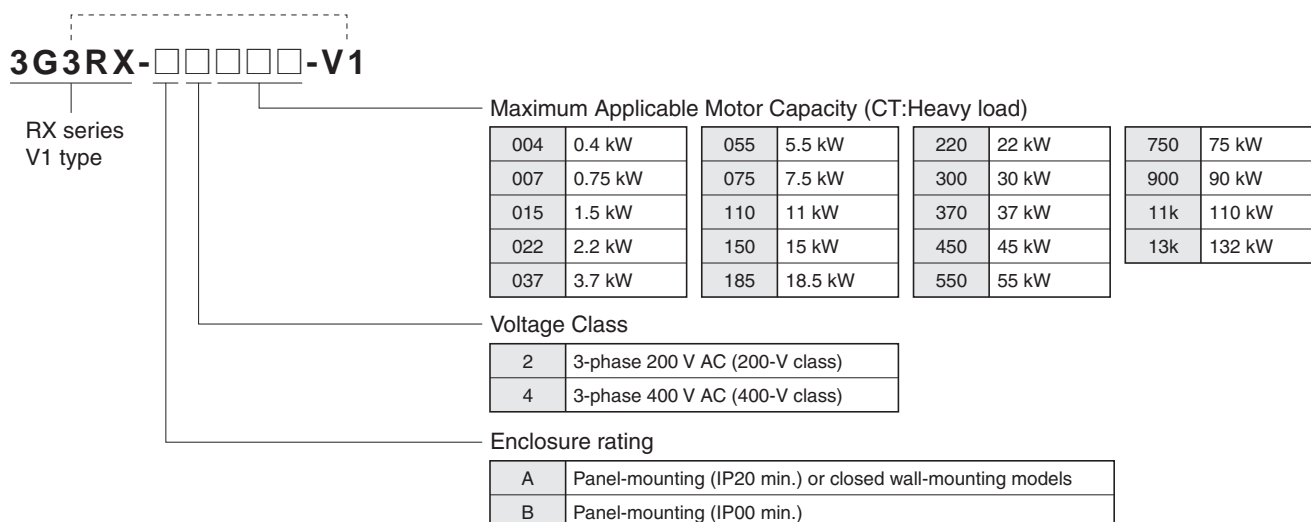 3G3RX-□□□□□-V1
RX series
V1 type
Maximum Applicable Motor Capacity (CT:Heavy load)
004 0.4 kW 055 5.5 kW 220 22 kW 750 75 kW
007 0.75 kW 075 7.5 kW 300 30 kW 900 90 kW
015 1.5 kW 110 11 kW 370 37 kW 11k 110 kW
022 2.2 kW 150 15 kW 450 45 kW 13k 132 kW
037 3.7 kW 185 18.5 kW 550 55 kW
Voltage Class
2 3-phase 200 V AC (200-V class)
4 3-phase 400 V AC (400-V class)
Enclosure rating
A Panel-mounting (IP20 min.) or closed wall-mounting models
B Panel-mounting (IP00 min.)